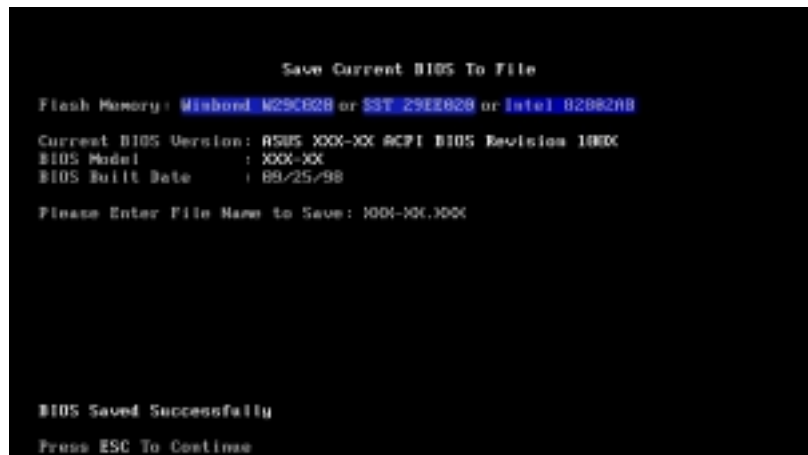 Save Current BIOS To File
Flash Memory: Winbond W29C020 or SST 29EE020 or Intel 82802AB
Current BIOS Version: ASUS XXX-XX ACPI BIOS Revision 100X
BIOS Model : XXX-XX
BIOS Built Date : 09/25/98
Please Enter File Name to Save: XXX-XX.XXX
BIOS Saved Successfully
Press ESC To Continue